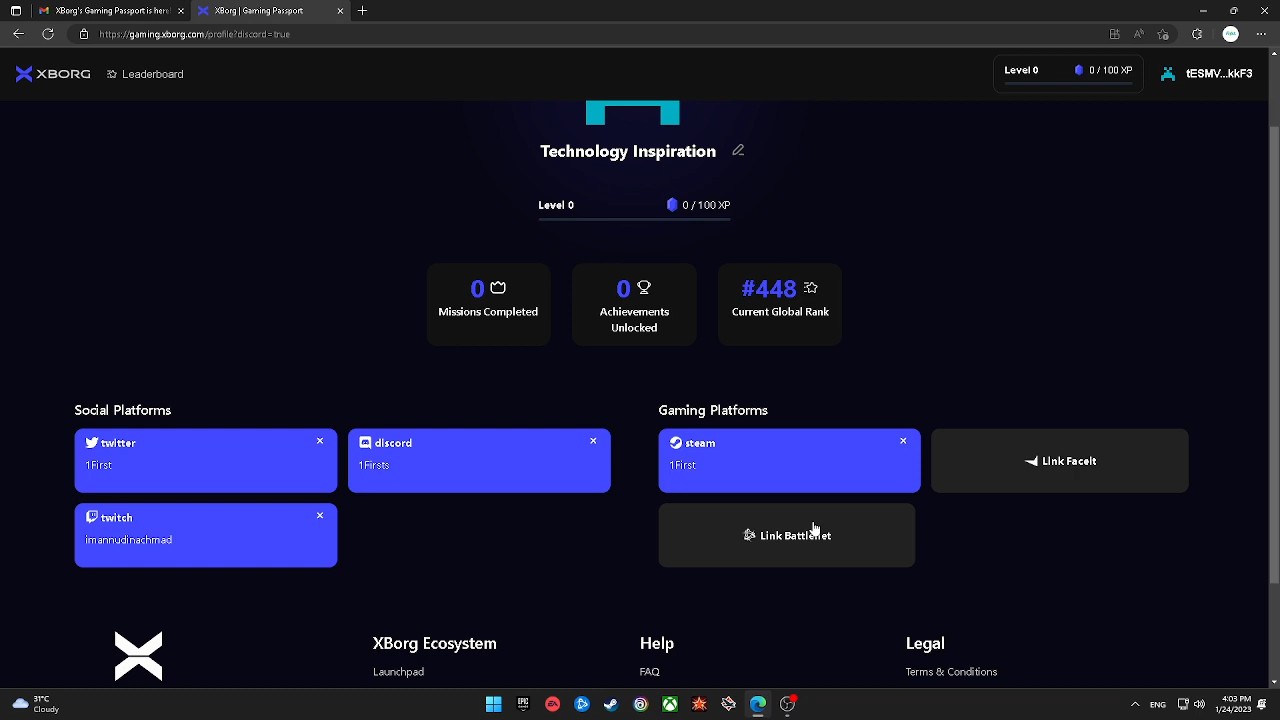 XBorg's Gaming Passport is here!
XBorg | Gaming Passport
https://gaming.xborg.com/profile?discord=true
XBORG
Leaderboard
Level 0
0 / 100 XP
tESMV...kkF3
Technology Inspiration
Level 0
0 / 100 XP
0
Missions Completed
0
Achievements
Unlocked
#448
Current Global Rank
Social Platforms
Gaming Platforms
twitter
1First
discord
1Firsts
steam
1First
Link FaceIt
twitch
imannudinachmad
Link Battlenet
XBorg Ecosystem
Help
Legal
Launchpad
FAQ
Terms & Conditions
31°C
Cloudy
ENG
4:03 PM
1/24/2023